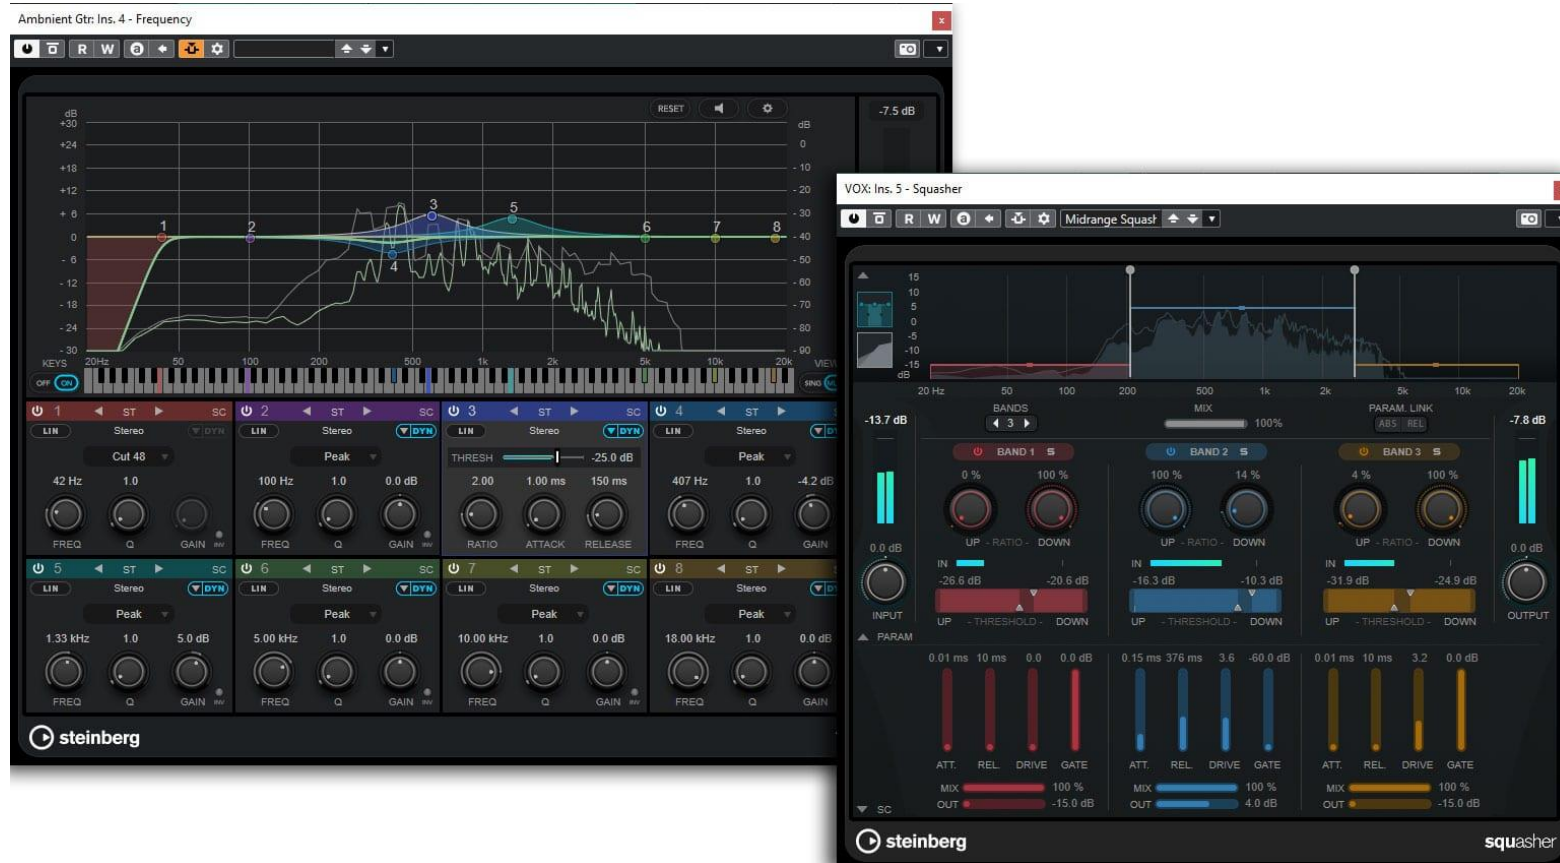 Ambnient Gtr: Ins. 4 - Frequency
x
R W
RESET
-7.5 dB
dB
+30
+24
+18
+12
+ 6
0
- 6
- 12
- 18
- 24
- 30
1 2 3 4 5 6 7 8
dB
0
- 10
- 20
- 30
- 40
- 50
- 60
- 70
- 80
- 90
20Hz 50 100 200 500 1k 2k 5k 10k 20k
KEYS
OFF ON
VIEW
SING
1 ST SC
LIN Stereo DYN
Cut 48
42 Hz 1.0
FREQ Q GAIN INV
2 ST SC
LIN Stereo DYN
Peak
100 Hz 1.0 0.0 dB
FREQ Q GAIN INV
3 ST SC
LIN Stereo DYN
THRESH -25.0 dB
2.00 1.00 ms 150 ms
RATIO ATTACK RELEASE
4 ST
LIN Stereo
Peak
407 Hz 1.0 -4.2 dB
FREQ Q GAIN
5 ST SC
LIN Stereo DYN
Peak
1.33 kHz 1.0 5.0 dB
FREQ Q GAIN INV
6 ST SC
LIN Stereo DYN
Peak
5.00 kHz 1.0 0.0 dB
FREQ Q GAIN INV
7 ST SC
LIN Stereo DYN
Peak
10.00 kHz 1.0 0.0 dB
FREQ Q GAIN INV
8 ST
LIN Stereo
Peak
18.00 kHz 1.0 0.0 dB
FREQ Q GAIN
steinberg
VOX: Ins. 5 - Squasher
R W
Midrange Squash
15
10
5
0
-5
-10
-15
dB
20 Hz 50 100 200 500 1k 2k 5k 10k 20k
-13.7 dB
BANDS
3
MIX
100%
PARAM. LINK
ABS REL
-7.8 dB
BAND 1 S
0 % 100 %
UP - RATIO - DOWN
IN
-26.6 dB -20.6 dB
UP - THRESHOLD - DOWN
BAND 2 S
100 % 14 %
UP - RATIO - DOWN
IN
-16.3 dB -10.3 dB
UP - THRESHOLD - DOWN
BAND 3 S
4 % 100 %
UP - RATIO - DOWN
IN
-31.9 dB -24.9 dB
UP - THRESHOLD - DOWN
0.0 dB
INPUT
0.0 dB
OUTPUT
PARAM
0.01 ms 10 ms 0.0 0.0 dB
ATT. REL. DRIVE GATE
MIX 100 %
OUT -15.0 dB
0.15 ms 376 ms 3.6 -60.0 dB
ATT. REL. DRIVE GATE
MIX 100 %
OUT 4.0 dB
0.01 ms 10 ms 3.2 0.0 dB
ATT. REL. DRIVE GATE
MIX 100 %
OUT -15.0 dB
SC
steinberg
squasher